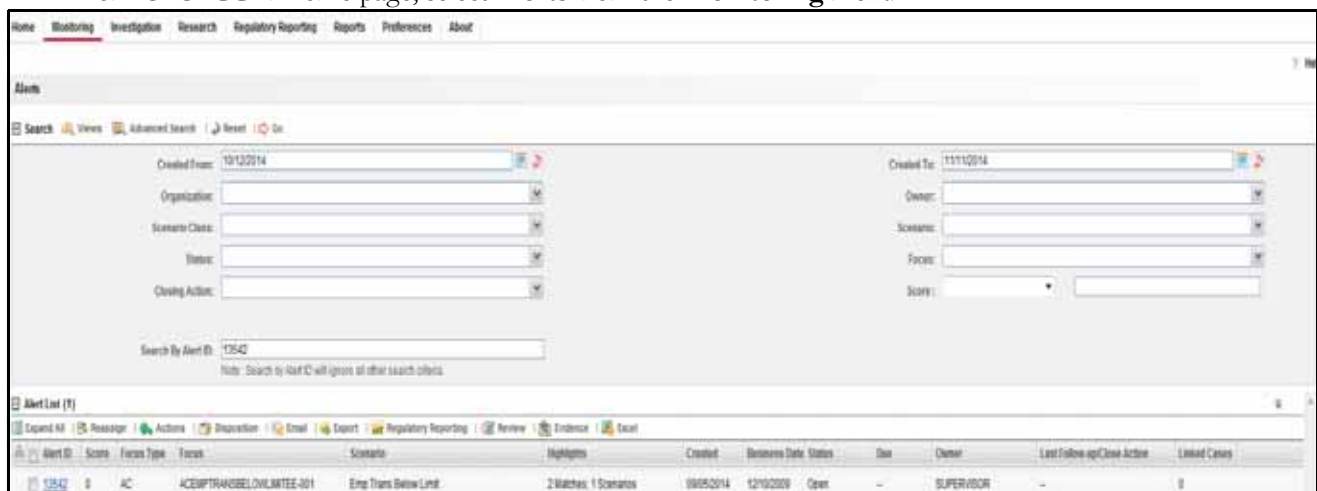 Home Monitoring Investigation Research Regulatory Reporting Reports Preferences About
Alerts
Search Views Advanced Search Reset Go
Created From: 10/12/2014 Created To: 11/11/2014
Organization: Owner:
Scenario Class: Scenario:
Status: Focus:
Closing Action: Score:
Search By Alert ID: 13542
Note: Search by Alert ID will ignore all other search criteria.
Alert List (1)
Expand All Reassign Actions Disposition Email Export Regulatory Reporting Review Evidence Excel
Alert ID Score Focus Type Focus Scenario Highlights Created Business Date Status Due Owner Last Follow-up/Close Action Linked Cases
13542 0 AC Emp Trans Below Limit 2 Matches; 1 Scenarios 09/05/2014 12/10/2009 Open -- SUPERVISOR -- 0